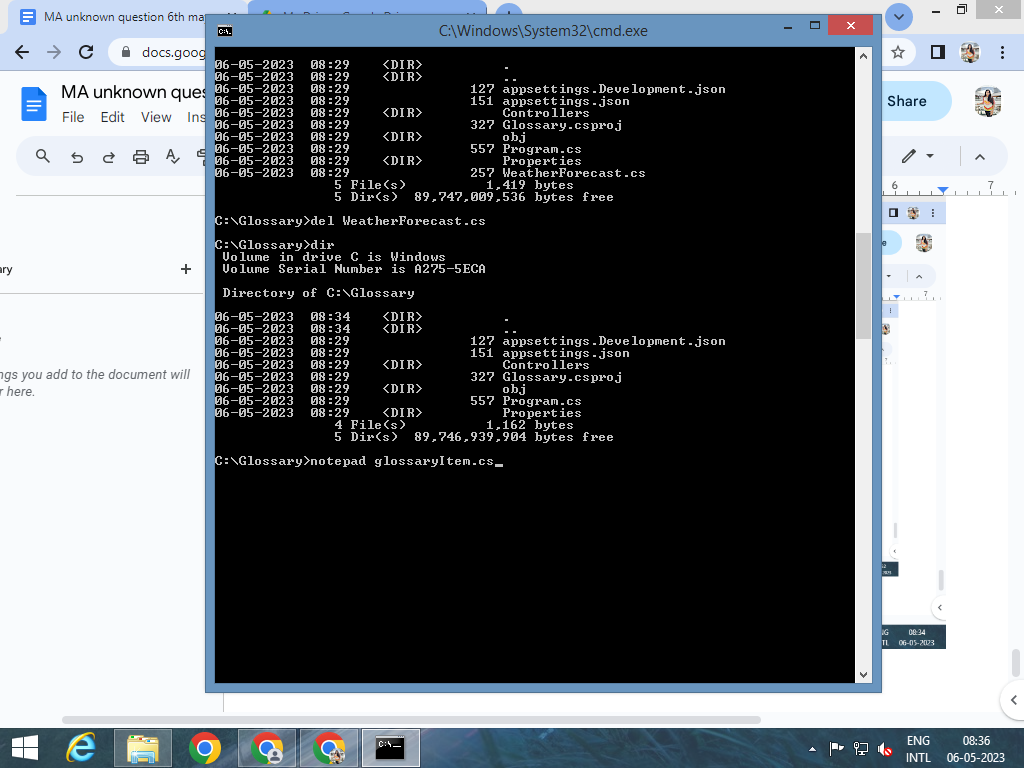 MA unknown question 6th ma
C:\Windows\System32\cmd.exe
docs.goog
MA unknown ques
File Edit View Ins
Share
06-05-2023 08:29 <DIR> .
06-05-2023 08:29 <DIR> ..
06-05-2023 08:29 127 appsettings.Development.json
06-05-2023 08:29 151 appsettings.json
06-05-2023 08:29 <DIR> Controllers
06-05-2023 08:29 327 Glossary.csproj
06-05-2023 08:29 <DIR> obj
06-05-2023 08:29 557 Program.cs
06-05-2023 08:29 <DIR> Properties
06-05-2023 08:29 257 WeatherForecast.cs
5 File(s) 1,419 bytes
5 Dir(s) 89,747,009,536 bytes free
C:\Glossary>del WeatherForecast.cs
C:\Glossary>dir
Volume in drive C is Windows
Volume Serial Number is A275-5ECA
Directory of C:\Glossary
06-05-2023 08:34 <DIR> .
06-05-2023 08:34 <DIR> ..
06-05-2023 08:29 127 appsettings.Development.json
06-05-2023 08:29 151 appsettings.json
06-05-2023 08:29 <DIR> Controllers
06-05-2023 08:29 327 Glossary.csproj
06-05-2023 08:29 <DIR> obj
06-05-2023 08:29 557 Program.cs
06-05-2023 08:29 <DIR> Properties
4 File(s) 1,162 bytes
5 Dir(s) 89,746,939,904 bytes free
C:\Glossary>notepad glossaryItem.cs
6 7
7
ary
ngs you add to the document will
r here.
08:34
06-05-2023
C:\
ENG
INTL
08:36
06-05-2023